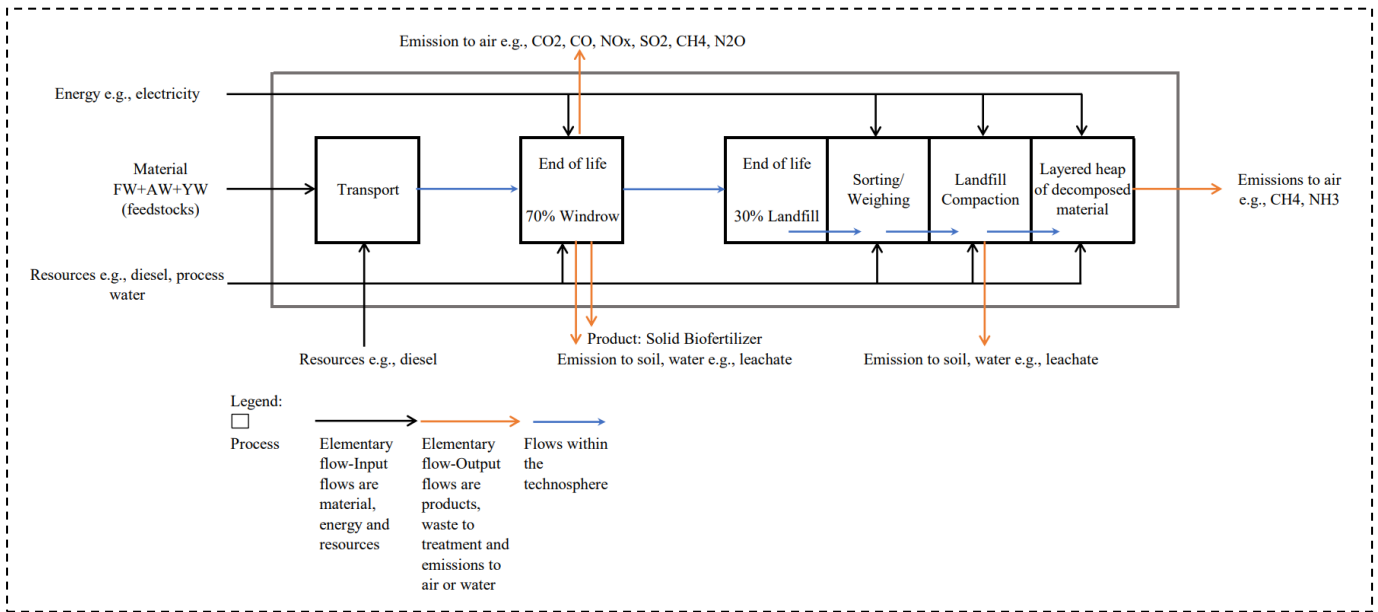 Emission to air e.g., CO2, CO, NOx, SO2, CH4, N2O
Energy e.g., electricity
Material
FW+AW+YW
(feedstocks)
Transport
End of life
70% Windrow
End of life
30% Landfill
Sorting/
Weighing
Landfill
Compaction
Layered heap
of decomposed
material
Emissions to air
e.g., CH4, NH3
Resources e.g., diesel, process
water
Resources e.g., diesel
Product: Solid Biofertilizer
Emission to soil, water e.g., leachate
Emission to soil, water e.g., leachate
Legend:
Process
Elementary
flow-Input
flows are
material,
energy and
resources
Elementary
flow-Output
flows are
products,
waste to
treatment and
emissions to
air or water
Flows within
the
technosphere